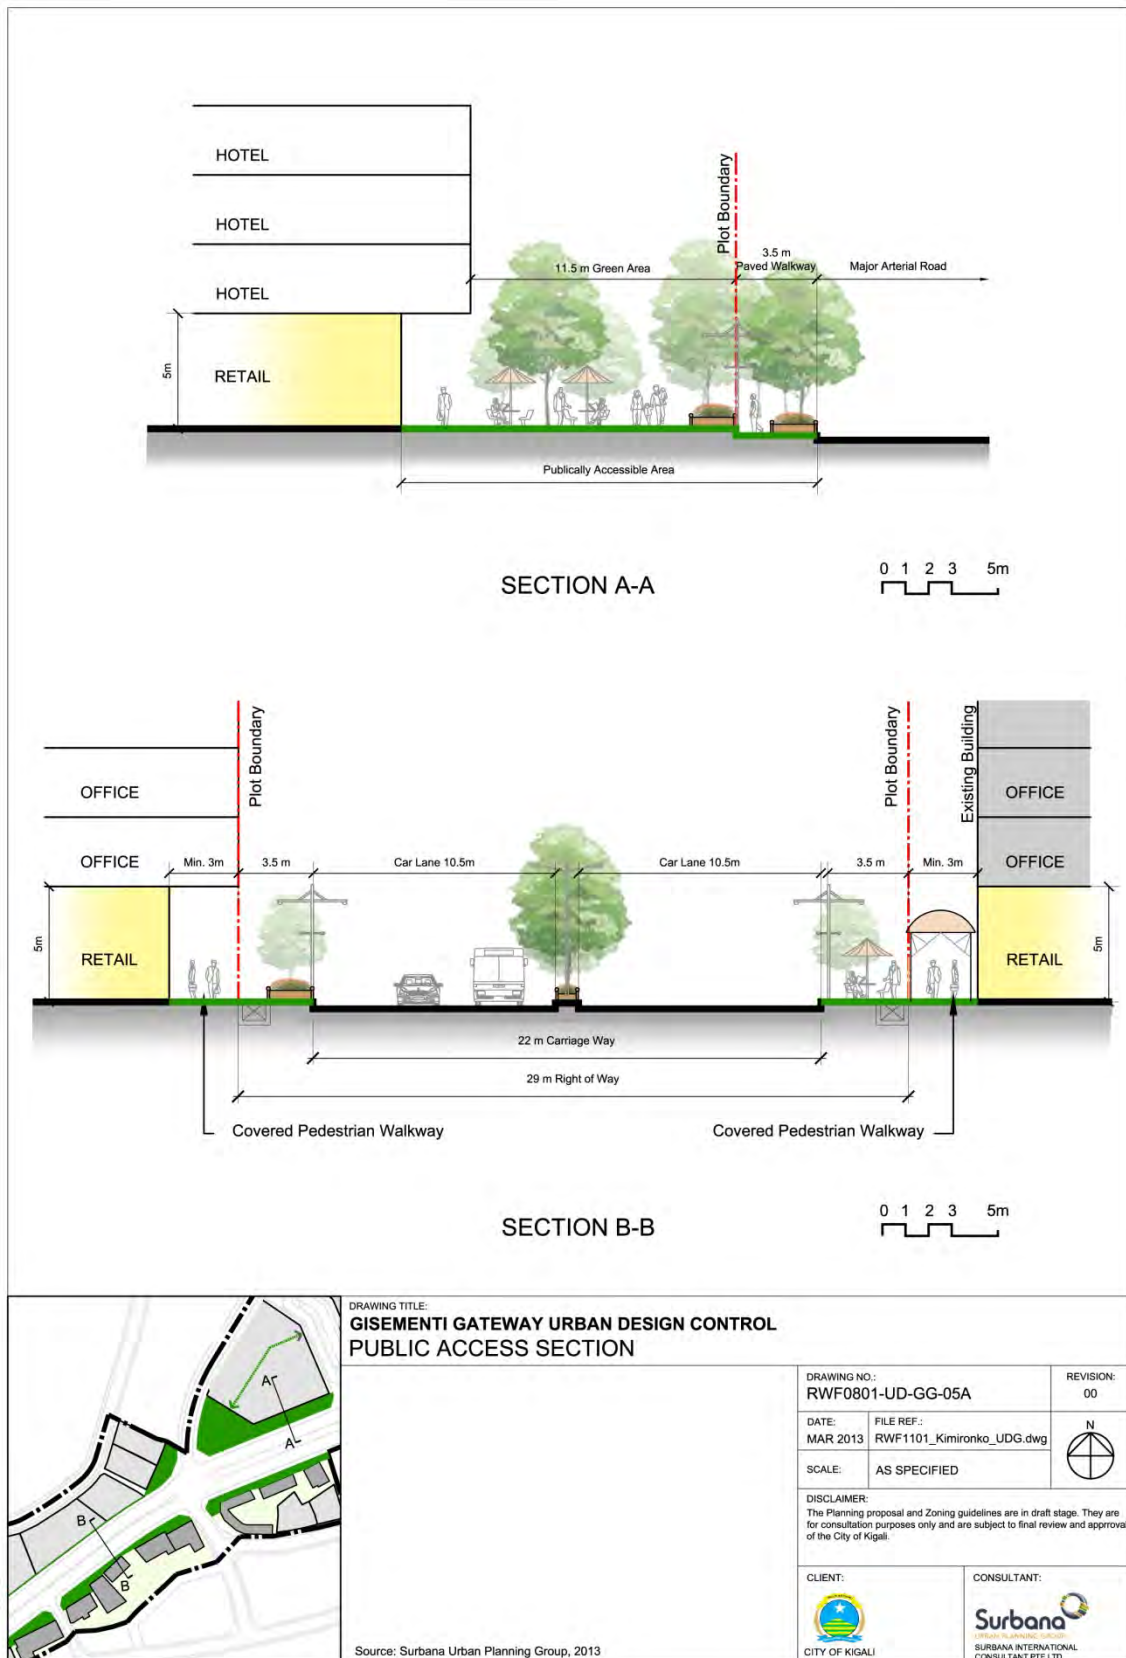 HOTEL
HOTEL
HOTEL
RETAIL
5m
Plot Boundary
11.5 m Green Area
3.5 m
Paved Walkway
Major Arterial Road
Publically Accessible Area
SECTION A-A
0 1 2 3 5m
OFFICE
OFFICE
RETAIL
5m
Plot Boundary
Min. 3m
3.5 m
Car Lane 10.5m
Car Lane 10.5m
3.5 m
Min. 3m
Plot Boundary
Existing Building
OFFICE
OFFICE
RETAIL
5m
22 m Carriage Way
29 m Right of Way
Covered Pedestrian Walkway
Covered Pedestrian Walkway
SECTION B-B
0 1 2 3 5m
A
A
B
B
DRAWING TITLE:
GISEMENTI GATEWAY URBAN DESIGN CONTROL
PUBLIC ACCESS SECTION
Source: Surbana Urban Planning Group, 2013
DRAWING NO.:
RWF0801-UD-GG-05A
REVISION:
00
DATE:
MAR 2013
FILE REF.:
RWF1101_Kimironko_UDG.dwg
N
SCALE:
AS SPECIFIED
DISCLAIMER:
The Planning proposal and Zoning guidelines are in draft stage. They are
for consultation purposes only and are subject to final review and approval
of the City of Kigali.
CLIENT:
CITY OF KIGALI
CONSULTANT:
Surbana
URBAN PLANNING GROUP
SURBANA INTERNATIONAL
CONSULTANT PTE LTD